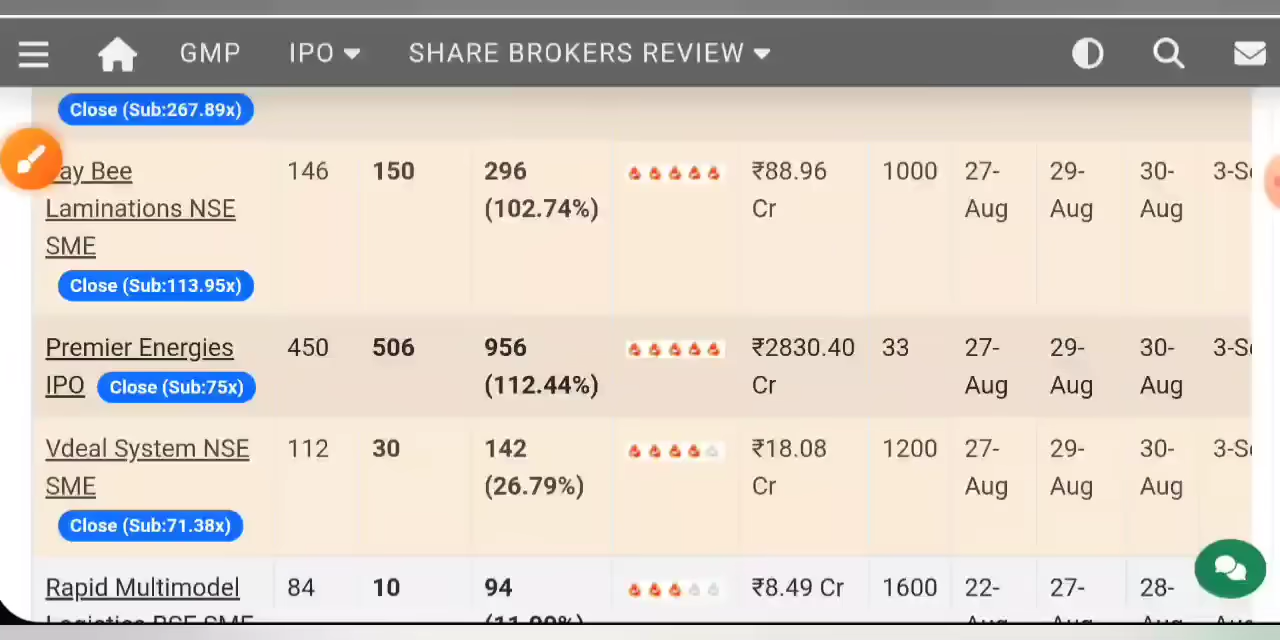 GMP IPO SHARE BROKERS REVIEW
Close (Sub:267.89x)
ay Bee 146 150 296 ₹88.96 1000 27- 29- 30-
Laminations NSE (102.74%) Cr Aug Aug Aug
SME
Close (Sub:113.95x)
Premier Energies 450 506 956 ₹2830.40 33 27- 29- 30-
IPO Close (Sub:75x) (112.44%) Cr Aug Aug Aug
Vdeal System NSE 112 30 142 ₹18.08 1200 27- 29- 30-
SME (26.79%) Cr Aug Aug Aug
Close (Sub:71.38x)
Rapid Multimodel 84 10 94 ₹8.49 Cr 1600 22- 27- 28-